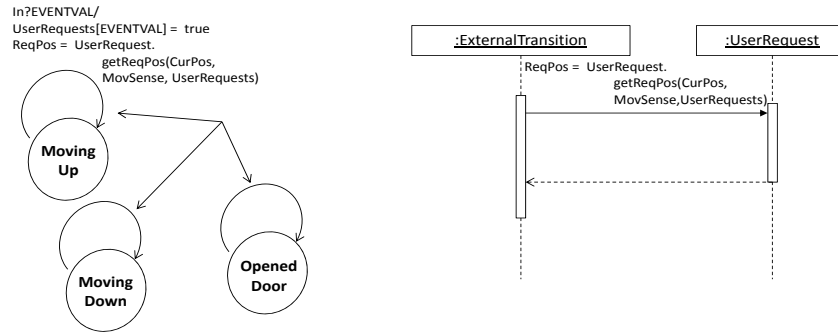 In?EVENTVAL/
UserRequests[EVENTVAL] = true
ReqPos = UserRequest.
getReqPos(CurPos,
MovSense, UserRequests)
Moving
Up
Moving
Down
Opened
Door
:ExternalTransition
:UserRequest
ReqPos = UserRequest.
getReqPos(CurPos,
MovSense,UserRequests)